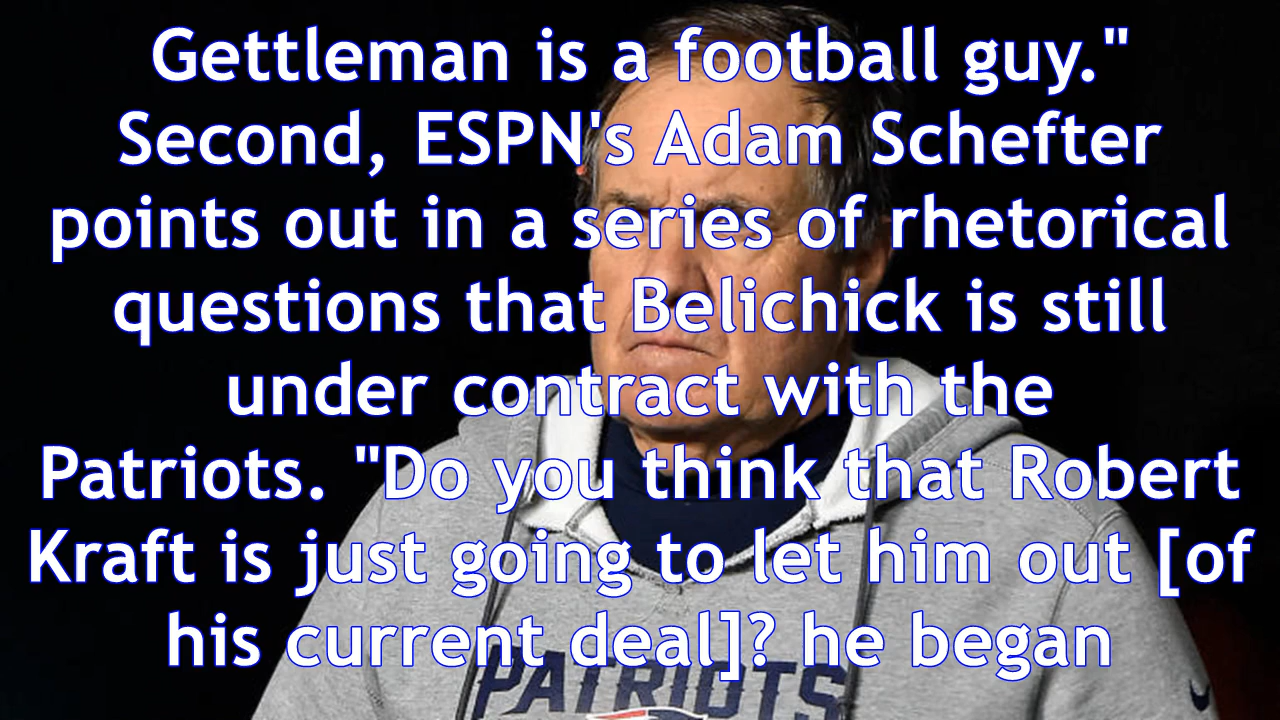 Gettleman is a football guy."
Second, ESPN's Adam Schefter
points out in a series of rhetorical
questions that Belichick is still
under contract with the
Patriots. "Do you think that Robert
Kraft is just going to let him out [of
his current deal]? he began
PATRIOTS